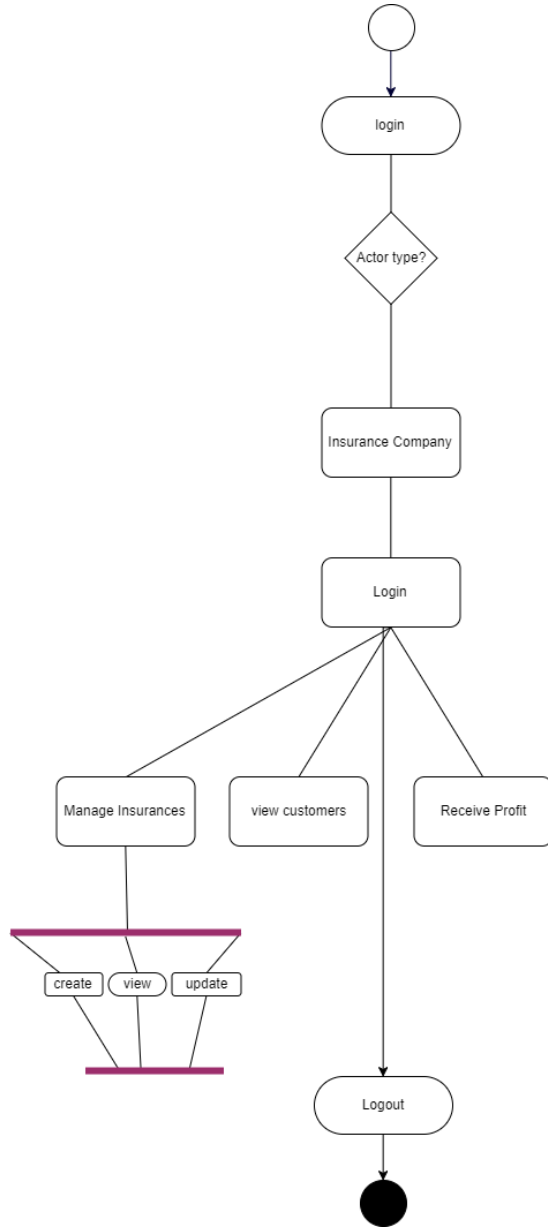 login
Actor type?
Insurance Company
Login
Manage Insurances
view customers
Receive Profit
create
view
update
Logout